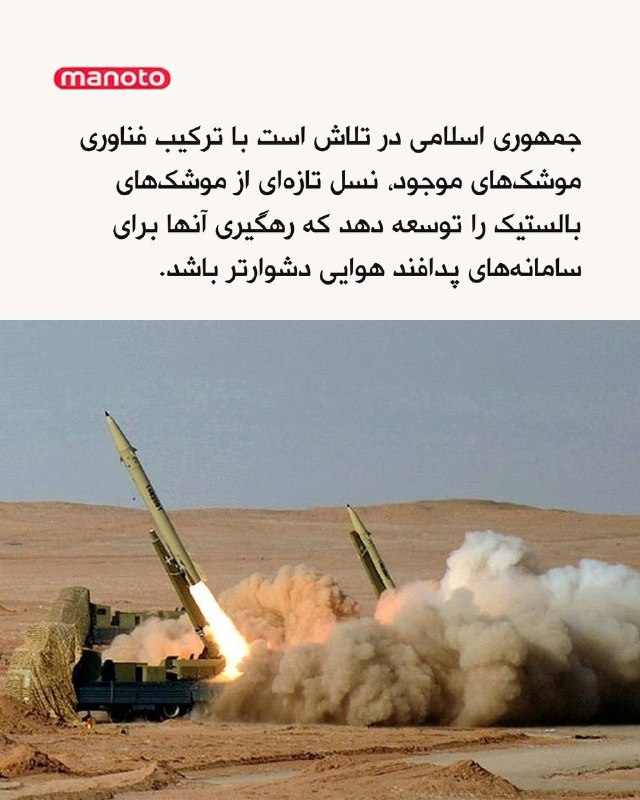 manoto
جمهوری اسلامی در تلاش است با ترکیب فناوری
موشک‌های موجود، نسل تازه‌ای از موشک‌های
بالستیک را توسعه دهد که رهگیری آنها برای
سامانه‌های پدافند هوایی دشوارتر باشد.